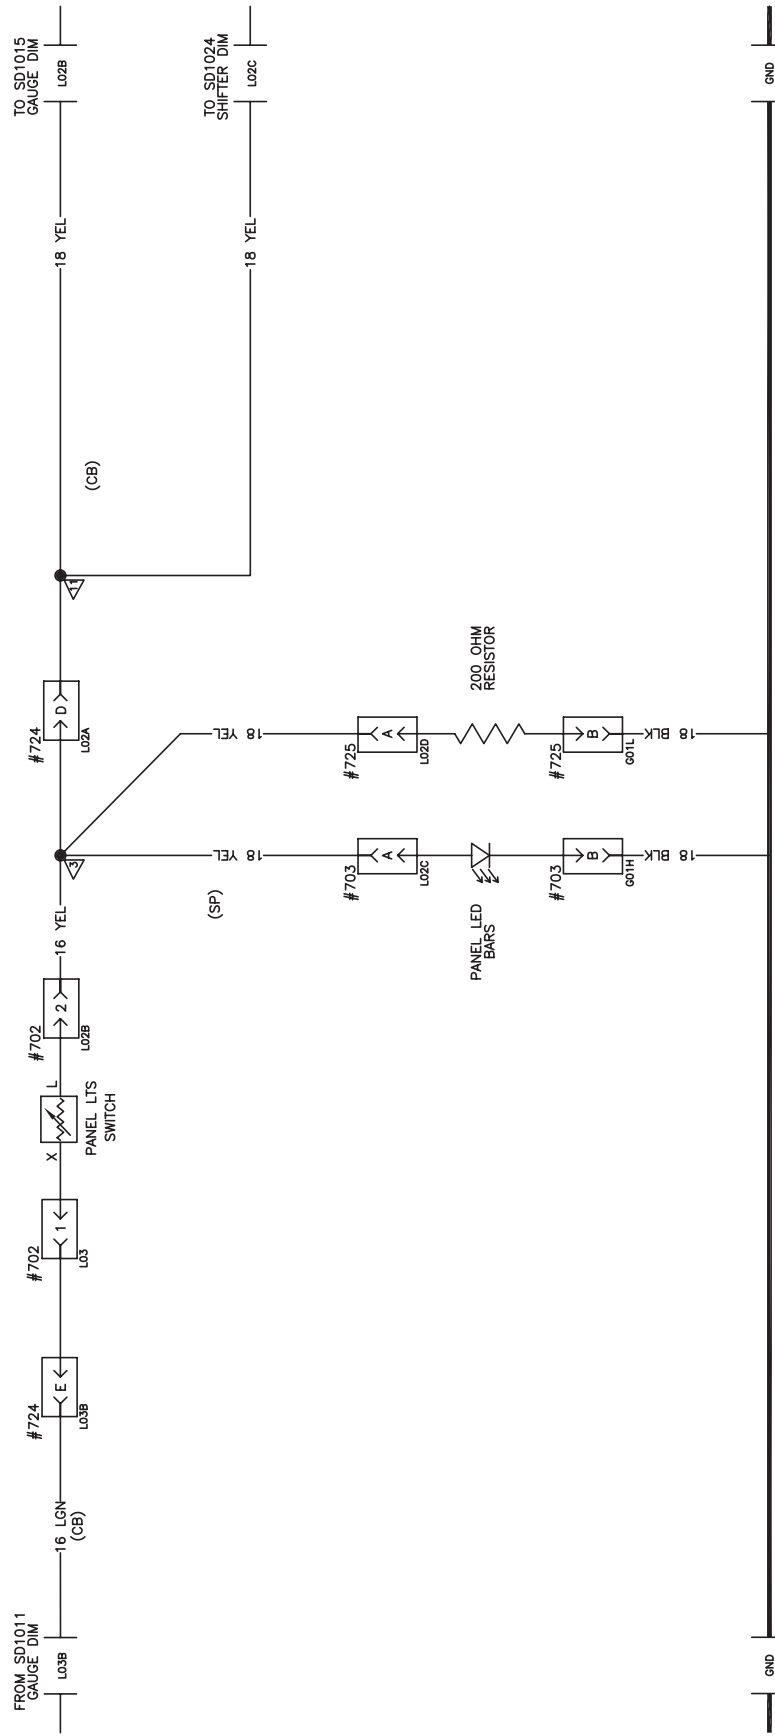 TO SD1015
GAUGE DIM
L02B
TO SD1024
SHIFTER DIM
L02C
GND
18 YEL
18 YEL
(CB)
11
#724
D
L02A
200 OHM
RESISTOR
18 YEL
#725
A
L02D
#725
B
G01L
18 BLK
3
18 YEL
#703
A
L02C
#703
B
G01H
18 BLK
(SP)
PANEL LED
BARS
16 YEL
#702
2
L02B
L
PANEL LTS
SWITCH
X
#702
1
L03
#724
E
L03B
16 LGN
(CB)
FROM SD1011
GAUGE DIM
L03B
GND